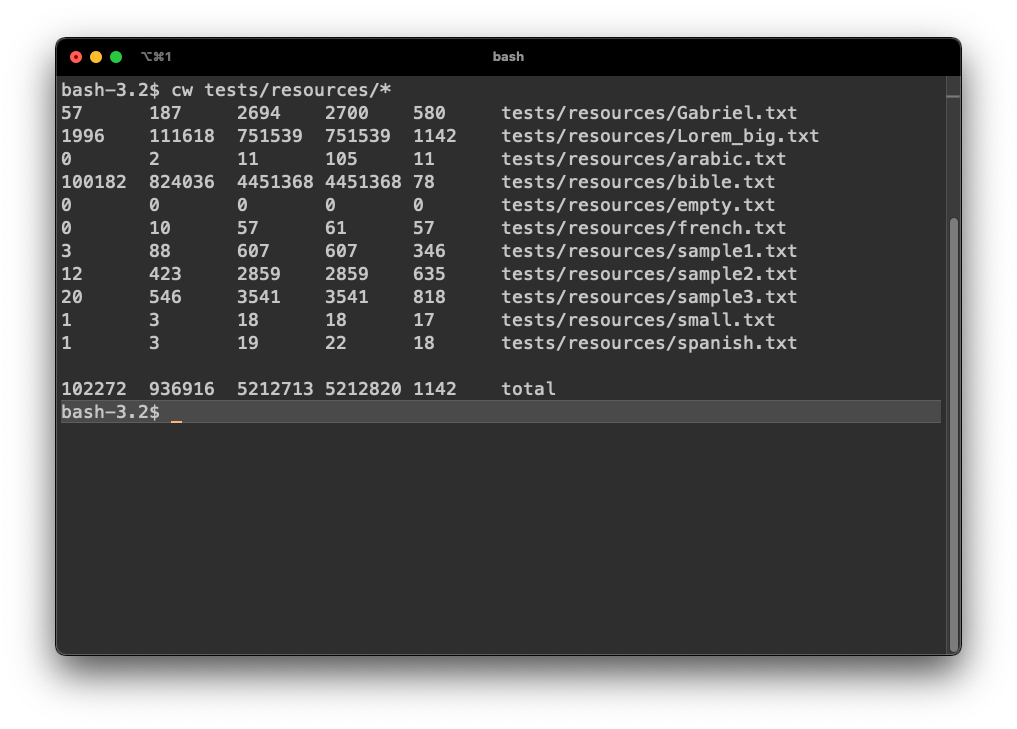 ⌥⌘1 bash
bash-3.2$ cw tests/resources/*
57 187 2694 2700 580 tests/resources/Gabriel.txt
1996 111618 751539 751539 1142 tests/resources/Lorem_big.txt
0 2 11 105 11 tests/resources/arabic.txt
100182 824036 4451368 4451368 78 tests/resources/bible.txt
0 0 0 0 0 tests/resources/empty.txt
0 10 57 61 57 tests/resources/french.txt
3 88 607 607 346 tests/resources/sample1.txt
12 423 2859 2859 635 tests/resources/sample2.txt
20 546 3541 3541 818 tests/resources/sample3.txt
1 3 18 18 17 tests/resources/small.txt
1 3 19 22 18 tests/resources/spanish.txt
102272 936916 5212713 5212820 1142 total
bash-3.2$ _